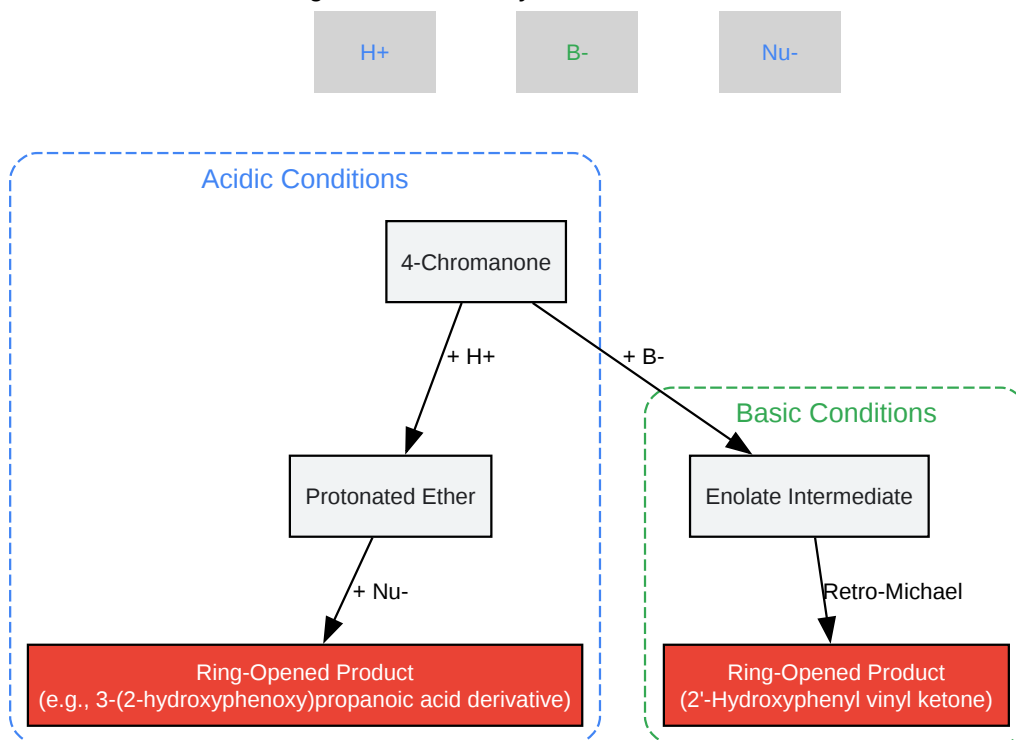 H+
B-
Nu-
Acidic Conditions
4-Chromanone
+ H+
+ B-
Basic Conditions
Protonated Ether
Enolate Intermediate
+ Nu-
Retro-Michael
Ring-Opened Product
(e.g., 3-(2-hydroxyphenoxy)propanoic acid derivative)
Ring-Opened Product
(2'-Hydroxyphenyl vinyl ketone)